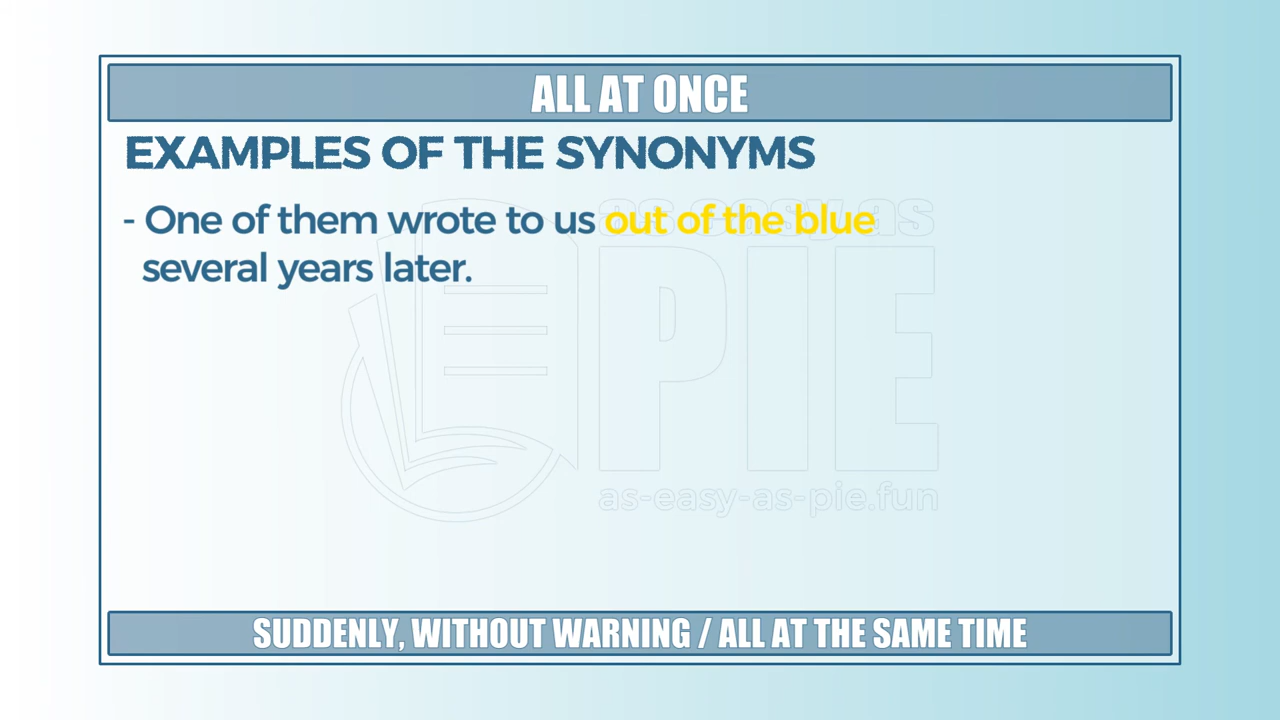 ALL AT ONCE
EXAMPLES OF THE SYNONYMS
- One of them wrote to us out of the blue
several years later.
as easy as
PIE
as-easy-as-pie.fun
SUDDENLY, WITHOUT WARNING / ALL AT THE SAME TIME